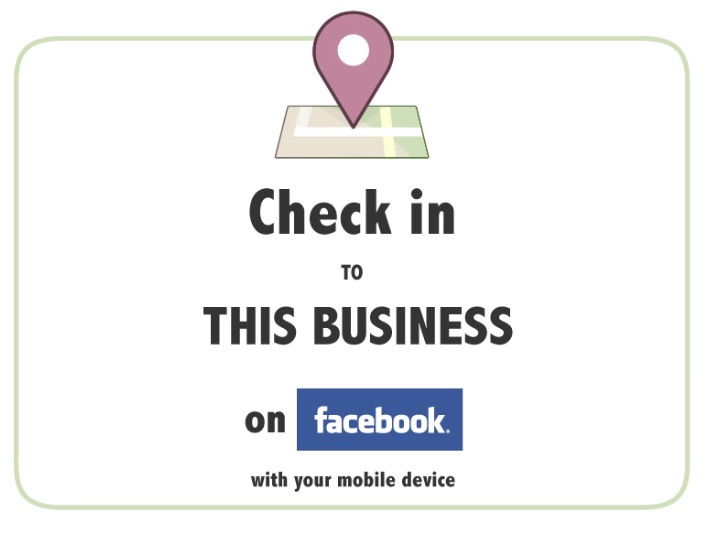 Check in
TO
THIS BUSINESS
on facebook.
with your mobile device